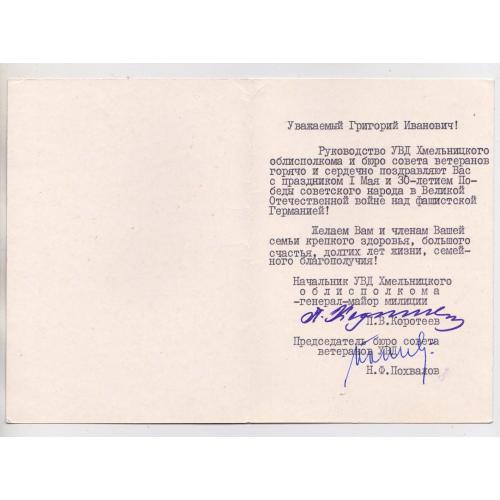 Уважаемый Григорий Иванович!
Руководство УВД Хмельницкого
облисполкома и бюро совета ветеранов
горячо и сердечно поздравляют Вас
с праздником I Мая и 30-летием По-
беды советского народа в Великой
Отечественной войне над фашистской
Германией!
Желаем Вам и членам Вашей
семьи крепкого здоровья, большого
счастья, долгих лет жизни, семей-
ного благополучия!
Начальник УВД Хмельницкого
облисполкома
-генерал-майор милиции
П.В.Коротеев
Председатель бюро совета
ветеранов УВД
Н.Ф.Похвалов